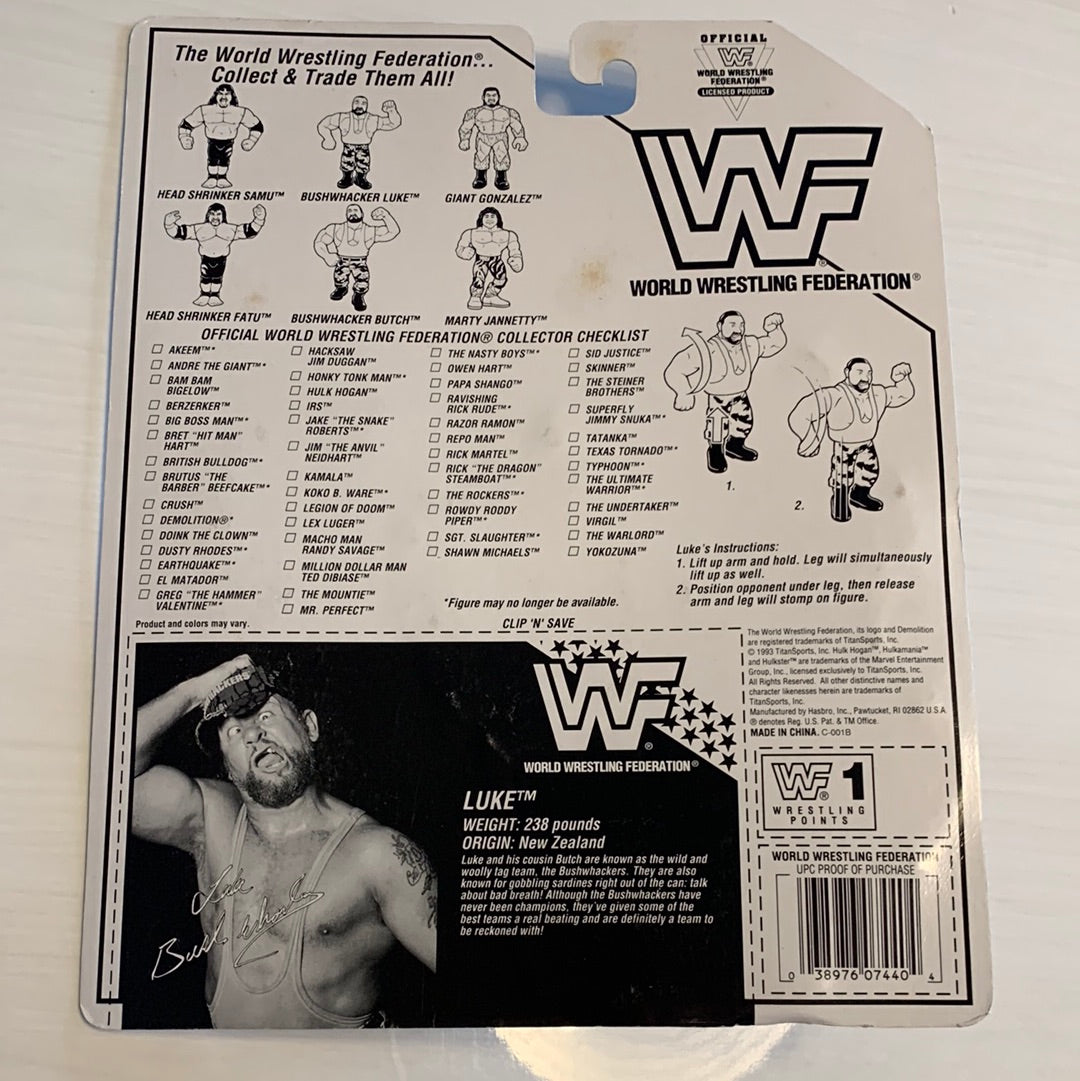 The World Wrestling Federation®...
Collect & Trade Them All!
HEAD SHRINKER SAMU™
BUSHWHACKER LUKE™
GIANT GONZALEZ™
HEAD SHRINKER FATU™
BUSHWHACKER BUTCH™
MARTY JANNETTY™
OFFICIAL
WORLD WRESTLING
FEDERATION®
LICENSED PRODUCT
WF
WORLD WRESTLING FEDERATION®
OFFICIAL WORLD WRESTLING FEDERATION® COLLECTOR CHECKLIST
AKEEM™*
ANDRE THE GIANT™*
BAM BAM
BIGELOW™
BERZERKER™
BIG BOSS MAN™*
BRET "HIT MAN"
HART™
BRITISH BULLDOG™*
BRUTUS "THE
BARBER" BEEFCAKE™*
CRUSH™
DEMOLITION®*
DOINK THE CLOWN™
DUSTY RHODES™*
EARTHQUAKE™*
EL MATADOR™
GREG "THE HAMMER"
VALENTINE™*
HACKSAW
JIM DUGGAN™
HONKY TONK MAN™*
HULK HOGAN™
IRS™
JAKE "THE SNAKE"
ROBERTS™*
JIM "THE ANVIL"
NEIDHART™
KAMALA™
KOKO B. WARE™*
LEGION OF DOOM™
LEX LUGER™
MACHO MAN
RANDY SAVAGE™
MILLION DOLLAR MAN
TED DIBIASE™
THE MOUNTIE™
MR. PERFECT™
THE NASTY BOYS™*
OWEN HART™
PAPA SHANGO™
RAVISHING
RICK RUDE™*
RAZOR RAMON™
REPO MAN™
RICK MARTEL™
RICK "THE DRAGON"
STEAMBOAT™*
THE ROCKERS™*
ROWDY RODDY
PIPER™*
SGT. SLAUGHTER™*
SHAWN MICHAELS™
SID JUSTICE™
SKINNER™
THE STEINER
BROTHERS™
SUPERFLY
JIMMY SNUKA™*
TATANKA™
TEXAS TORNADO™*
TYPHOON™*
THE ULTIMATE
WARRIOR™*
THE UNDERTAKER™
VIRGIL™
THE WARLORD™
YOKOZUNA™
*Figure may no longer be available.
Product and colors may vary.
CLIP 'N' SAVE
1.
2.
Luke's Instructions:
1. Lift up arm and hold. Leg will simultaneously
lift up as well.
2. Position opponent under leg, then release
arm and leg will stomp on figure.
The World Wrestling Federation, its logo and Demolition
are registered trademarks of TitanSports, Inc.
© 1993 TitanSports, Inc. Hulk Hogan™, Hulkamania™
and Hulkster™ are trademarks of the Marvel Entertainment
Group, Inc., licensed exclusively to TitanSports, Inc.
All Rights Reserved. All other distinctive names and
character likenesses herein are trademarks of
TitanSports, Inc.
Manufactured by Hasbro, Inc., Pawtucket, RI 02862 U.S.A.
® denotes Reg. U.S. Pat. & TM Office.
MADE IN CHINA. C-001B
WF
WORLD WRESTLING FEDERATION®
LUKE™
WEIGHT: 238 pounds
ORIGIN: New Zealand
Luke and his cousin Butch are known as the wild and
woolly tag team, the Bushwhackers. They are also
known for gobbling sardines right out of the can: talk
about bad breath! Although the Bushwhackers have
never been champions, they've given some of the
best teams a real beating and are definitely a team to
be reckoned with!
Luke
WF® 1
WRESTLING
POINTS
WORLD WRESTLING FEDERATION
UPC PROOF OF PURCHASE
0 38976 07440 4